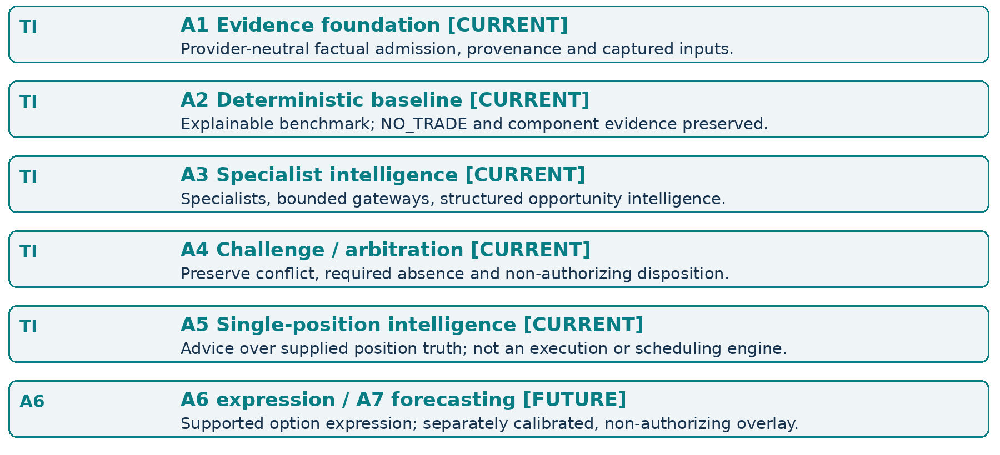 TI
A1 Evidence foundation [CURRENT]
Provider-neutral factual admission, provenance and captured inputs.
TI
A2 Deterministic baseline [CURRENT]
Explainable benchmark; NO_TRADE and component evidence preserved.
TI
A3 Specialist intelligence [CURRENT]
Specialists, bounded gateways, structured opportunity intelligence.
TI
A4 Challenge / arbitration [CURRENT]
Preserve conflict, required absence and non-authorizing disposition.
TI
A5 Single-position intelligence [CURRENT]
Advice over supplied position truth; not an execution or scheduling engine.
A6
A6 expression / A7 forecasting [FUTURE]
Supported option expression; separately calibrated, non-authorizing overlay.